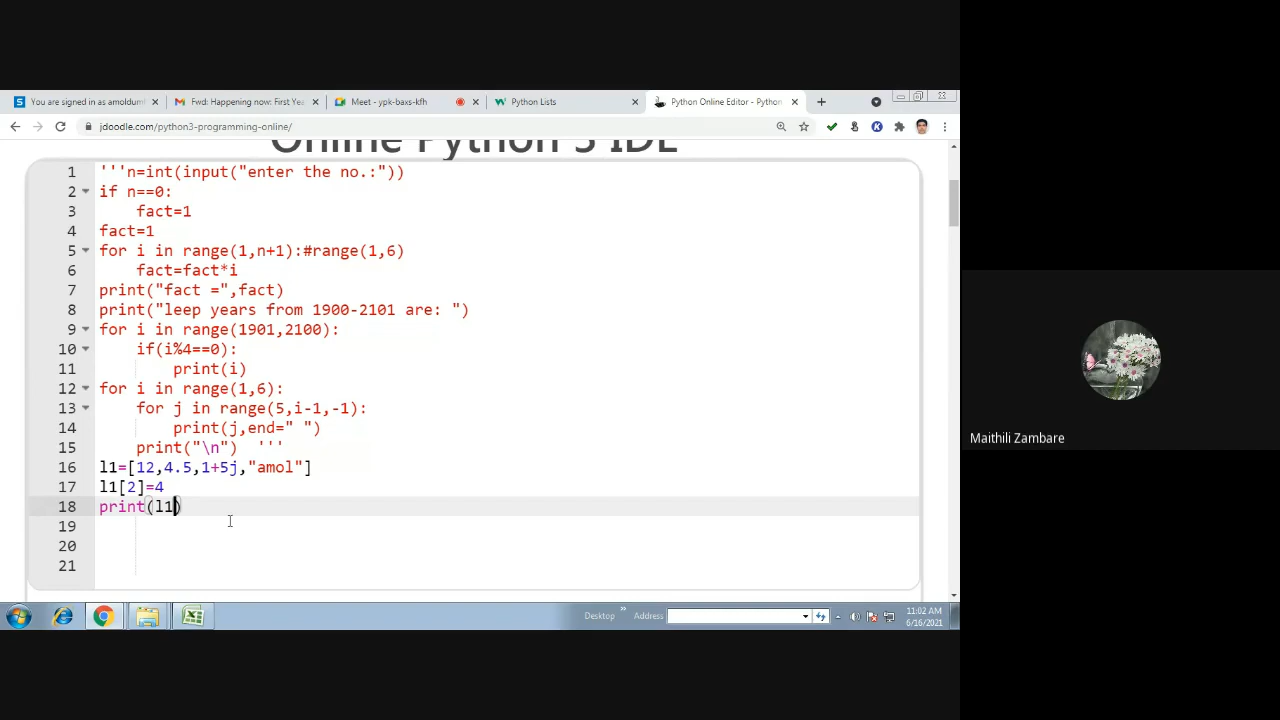 You are signed in as amoldum
Fwd: Happening now: First Yea
Meet - ypk-baxs-kfh
Python Lists
Python Online Editor - Python
jdoodle.com/python3-programming-online/
Online Python 3 IDE
1 '''n=int(input("enter the no.:"))
2 if n==0:
3 fact=1
4 fact=1
5 for i in range(1,n+1):#range(1,6)
6 fact=fact*i
7 print("fact =",fact)
8 print("leep years from 1900-2101 are: ")
9 for i in range(1901,2100):
10 if(i%4==0):
11 print(i)
12 for i in range(1,6):
13 for j in range(5,i-1,-1):
14 print(j,end=" ")
15 print("\n") '''
16 l1=[12,4.5,1+5j,"amol"]
17 l1[2]=4
18 print(l1)
19
20
21
Maithili Zambare
Desktop
Address
11:02 AM
6/16/2021